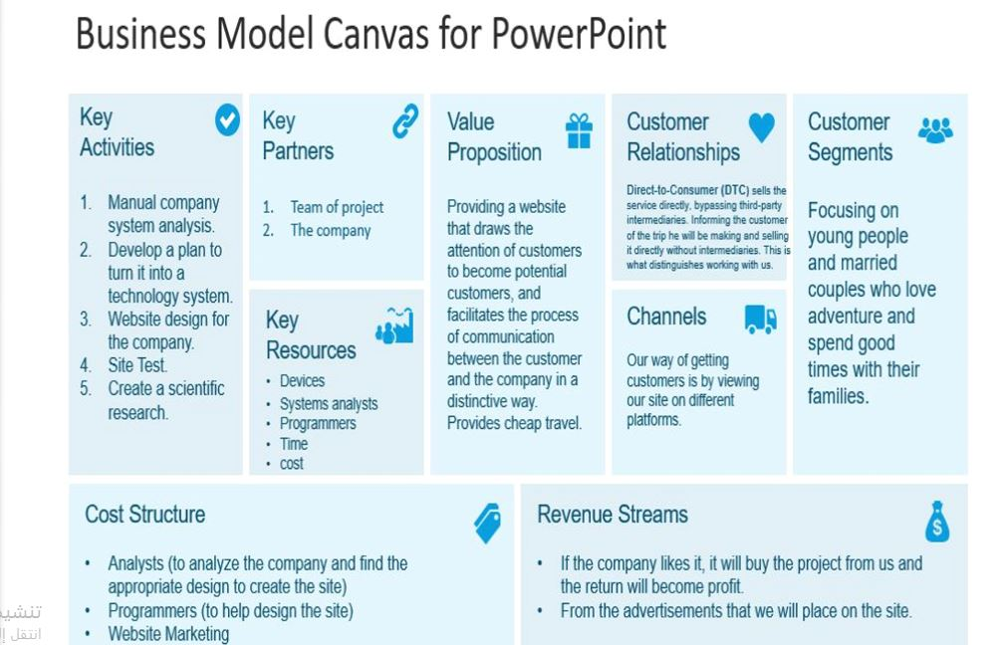 Business Model Canvas for PowerPoint
Key
Activities
1. Manual company
system analysis.
2. Develop a plan to
turn it into a
technology system.
3. Website design for
the company.
4. Site Test.
5. Create a scientific
research.
Key
Partners
1. Team of project
2. The company
Key
Resources
• Devices
• Systems analysts
• Programmers
• Time
• cost
Value
Proposition
Providing a website
that draws the
attention of customers
to become potential
customers, and
facilitates the process
of communication
between the customer
and the company in a
distinctive way.
Provides cheap travel.
Customer
Relationships
Direct-to-Consumer (DTC) sells the
service directly, bypassing third-party
intermediaries. Informing the customer
of the trip he will be making and selling
it directly without intermediaries. This is
what distinguishes working with us.
Channels
Our way of getting
customers is by viewing
our site on different
platforms.
Customer
Segments
Focusing on
young people
and married
couples who love
adventure and
spend good
times with their
families.
Cost Structure
• Analysts (to analyze the company and find the
appropriate design to create the site)
• Programmers (to help design the site)
• Website Marketing
Revenue Streams
• If the company likes it, it will buy the project from us and
the return will become profit.
• From the advertisements that we will place on the site.
$
انتقل